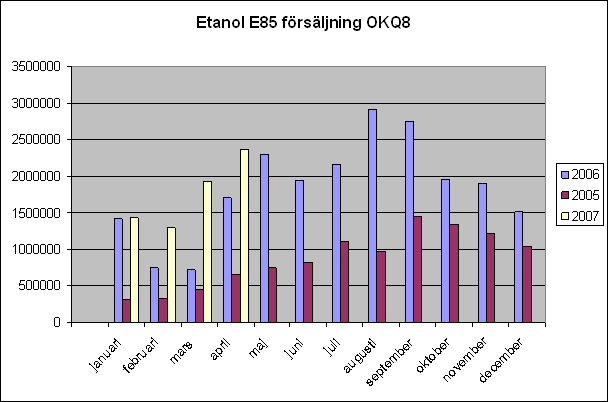 Etanol E85 försäljning OKQ8
3500000
3000000
2500000
2000000
1500000
1000000
500000
0
januari
februari
mars
april
maj
juni
juli
augusti
september
oktober
november
december
2006
2005
2007